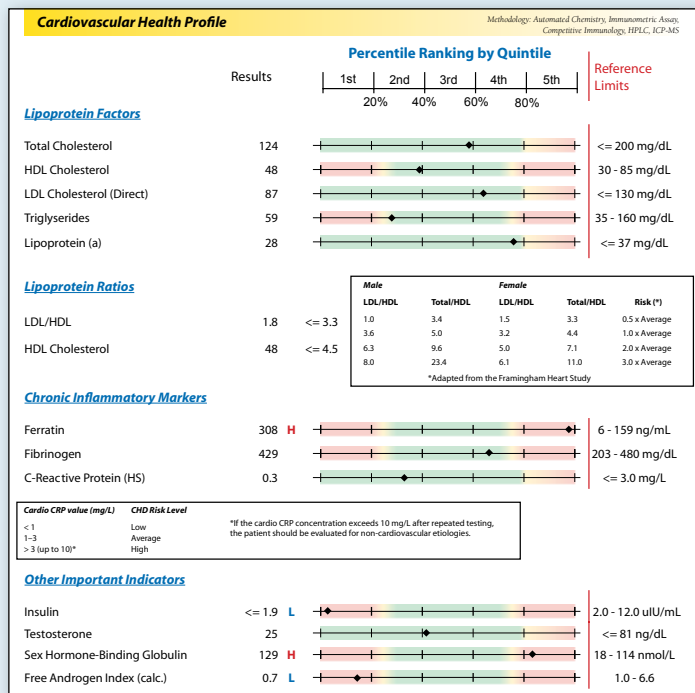 Cardiovascular Health Profile
Methodology: Automated Chemistry, Immunometric Assay,
Competitive Immunology, HPLC, ICP-MS
Percentile Ranking by Quintile
Results 1st 2nd 3rd 4th 5th Reference Limits
20% 40% 60% 80%
Lipoprotein Factors
Total Cholesterol 124 <= 200 mg/dL
HDL Cholesterol 48 30 - 85 mg/dL
LDL Cholesterol (Direct) 87 <= 130 mg/dL
Triglyserides 59 35 - 160 mg/dL
Lipoprotein (a) 28 <= 37 mg/dL
Lipoprotein Ratios
LDL/HDL 1.8 <= 3.3
HDL Cholesterol 48 <= 4.5
Male Female
LDL/HDL Total/HDL LDL/HDL Total/HDL Risk (*)
1.0 3.4 1.5 3.3 0.5 x Average
3.6 5.0 3.2 4.4 1.0 x Average
6.3 9.6 5.0 7.1 2.0 x Average
8.0 23.4 6.1 11.0 3.0 x Average
*Adapted from the Framingham Heart Study
Chronic Inflammatory Markers
Ferratin 308 H 6 - 159 ng/mL
Fibrinogen 429 203 - 480 mg/dL
C-Reactive Protein (HS) 0.3 <= 3.0 mg/L
Cardio CRP value (mg/L) CHD Risk Level
< 1 Low
1–3 Average
> 3 (up to 10)* High
*If the cardio CRP concentration exceeds 10 mg/L after repeated testing,
the patient should be evaluated for non-cardiovascular etiologies.
Other Important Indicators
Insulin <= 1.9 L 2.0 - 12.0 uIU/mL
Testosterone 25 <= 81 ng/dL
Sex Hormone-Binding Globulin 129 H 18 - 114 nmol/L
Free Androgen Index (calc.) 0.7 L 1.0 - 6.6